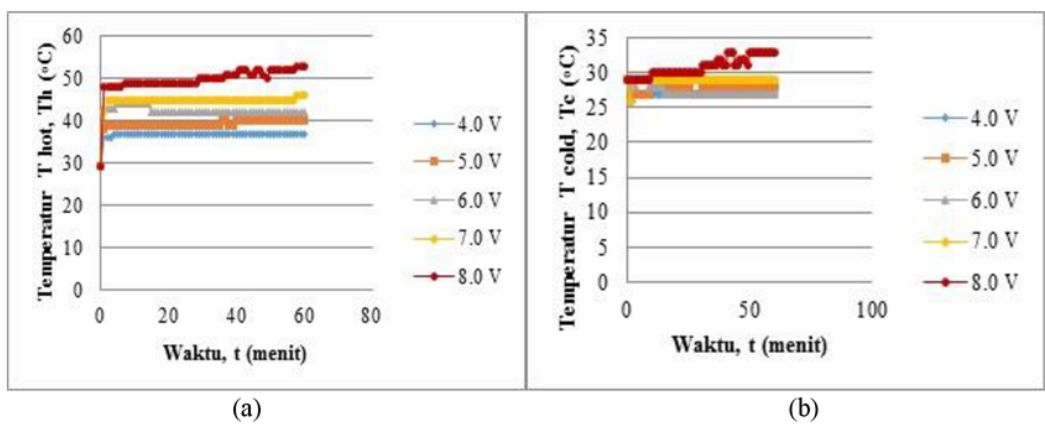 60
50
40
30
20
10
0
0 20 40 60 80
Temperatur T hot, Th (∘C)
Waktu, t (menit)
4.0 V
5.0 V
6.0 V
7.0 V
8.0 V
(a)
35
30
25
20
15
10
5
0
0 50 100
Temperatur T cold, Tc (∘C)
Waktu, t (menit)
4.0 V
5.0 V
6.0 V
7.0 V
8.0 V
(b)